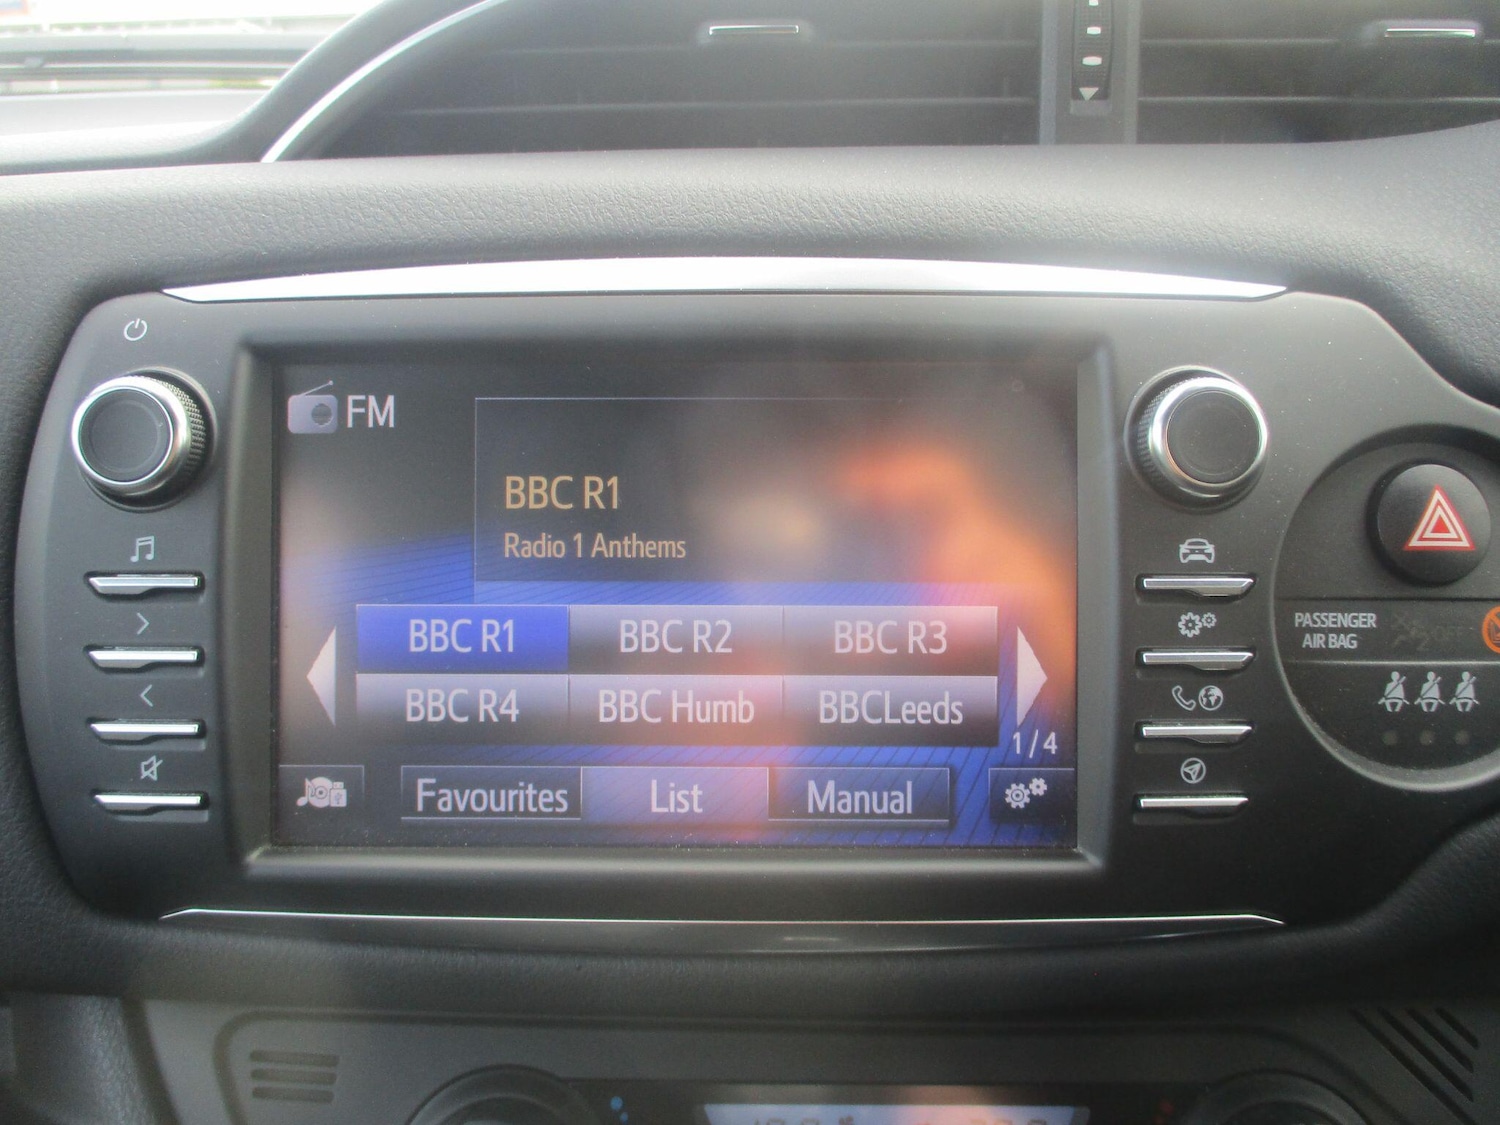 FM
BBC R1
Radio 1 Anthems
BBC R1 BBC R2 BBC R3
BBC R4 BBC Humb BBCLeeds
1/4
Favourites List Manual
PASSENGER
AIR BAG